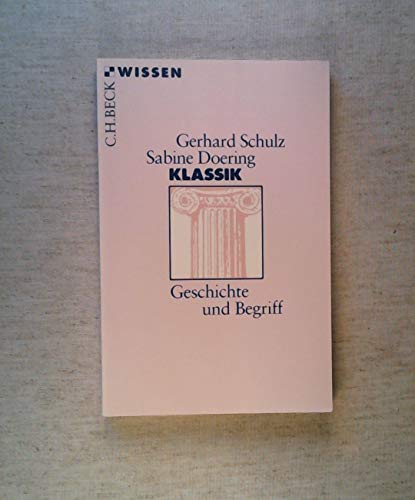 C.H.BECK WISSEN
Gerhard Schulz
Sabine Doering
KLASSIK
Geschichte
und Begriff